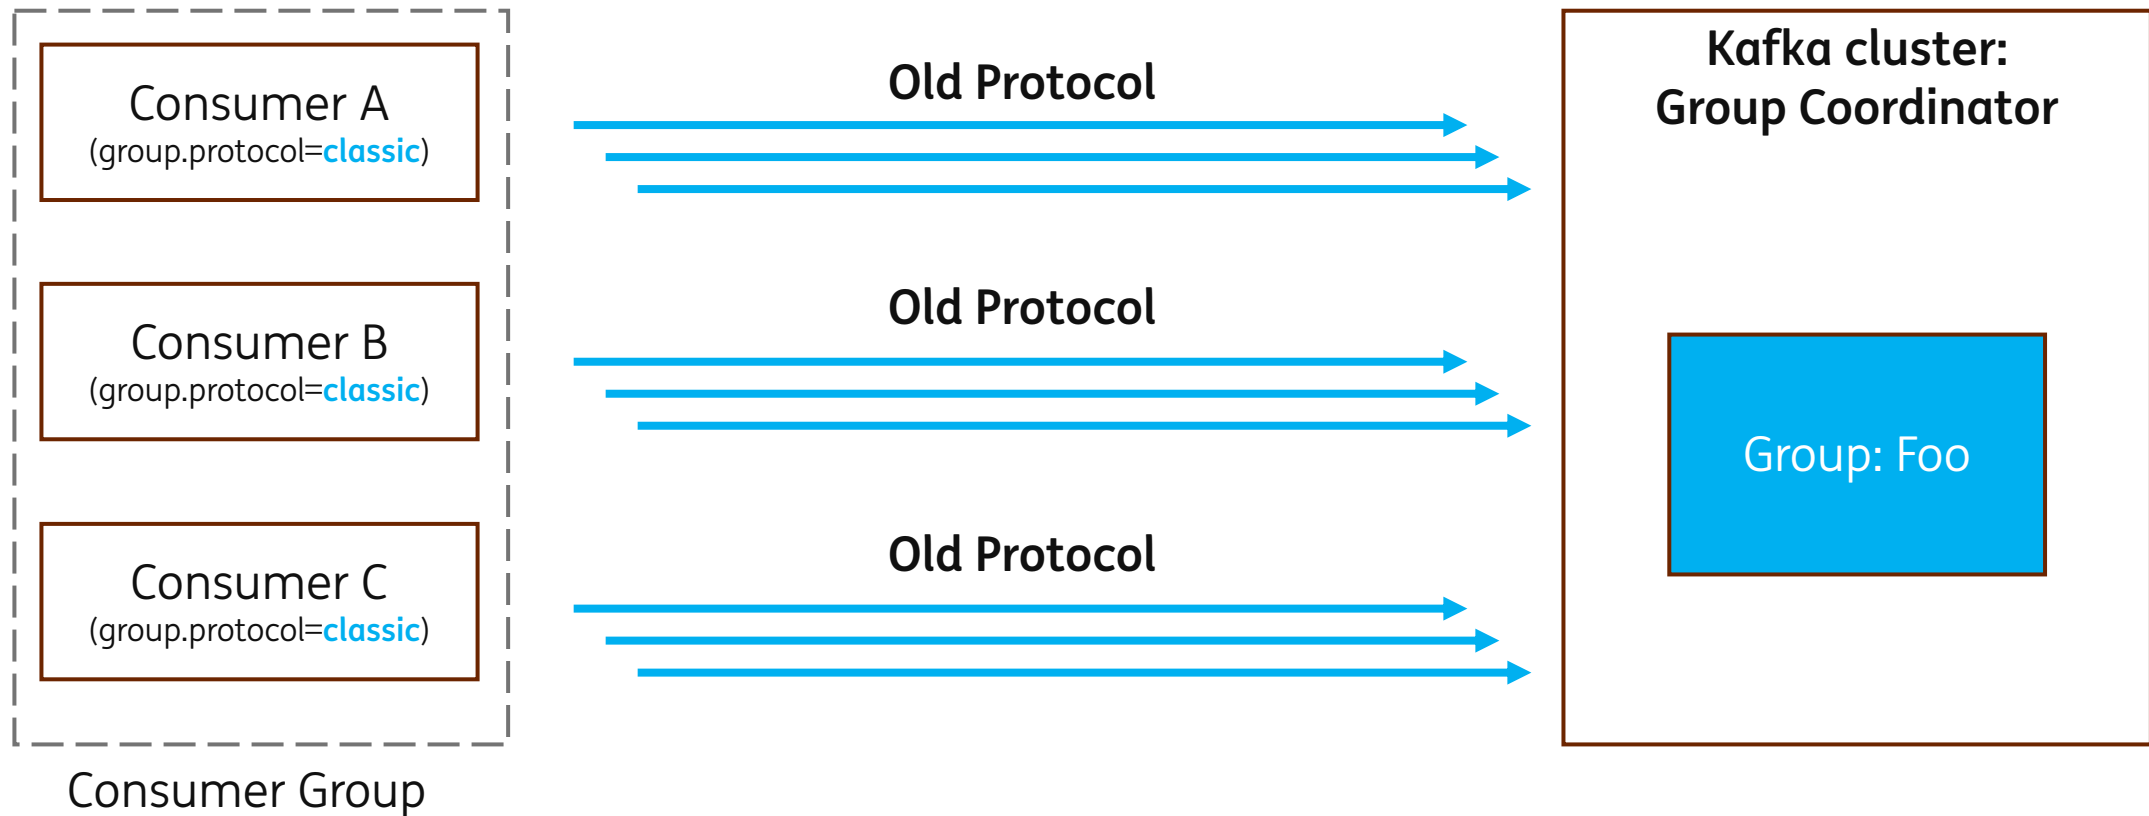 Consumer A
(group.protocol=classic)
Old Protocol
Consumer B
(group.protocol=classic)
Old Protocol
Consumer C
(group.protocol=classic)
Old Protocol
Consumer Group
Kafka cluster:
Group Coordinator
Group: Foo